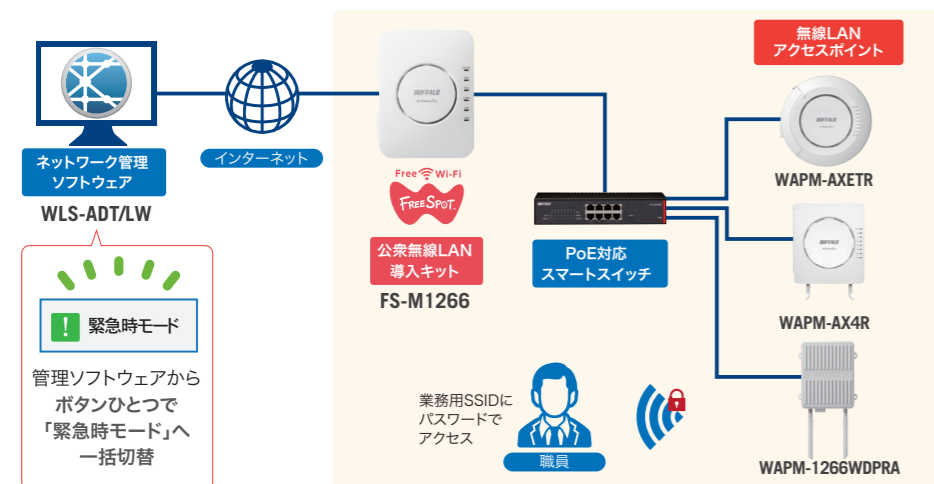 ネットワーク管理
ソフトウェア
WLS-ADT/LW
緊急時モード
管理ソフトウェアから
ボタンひとつで
「緊急時モード」へ
一括切替
インターネット
BUFFALO
Free Wi-Fi
FREESPOT
公衆無線LAN
導入キット
FS-M1266
BUFFALO
PoE対応
スマートスイッチ
無線LAN
アクセスポイント
BUFFALO
WAPM-AXETR
BUFFALO
WAPM-AX4R
WAPM-1266WDPRA
業務用SSIDに
パスワードで
アクセス
職員